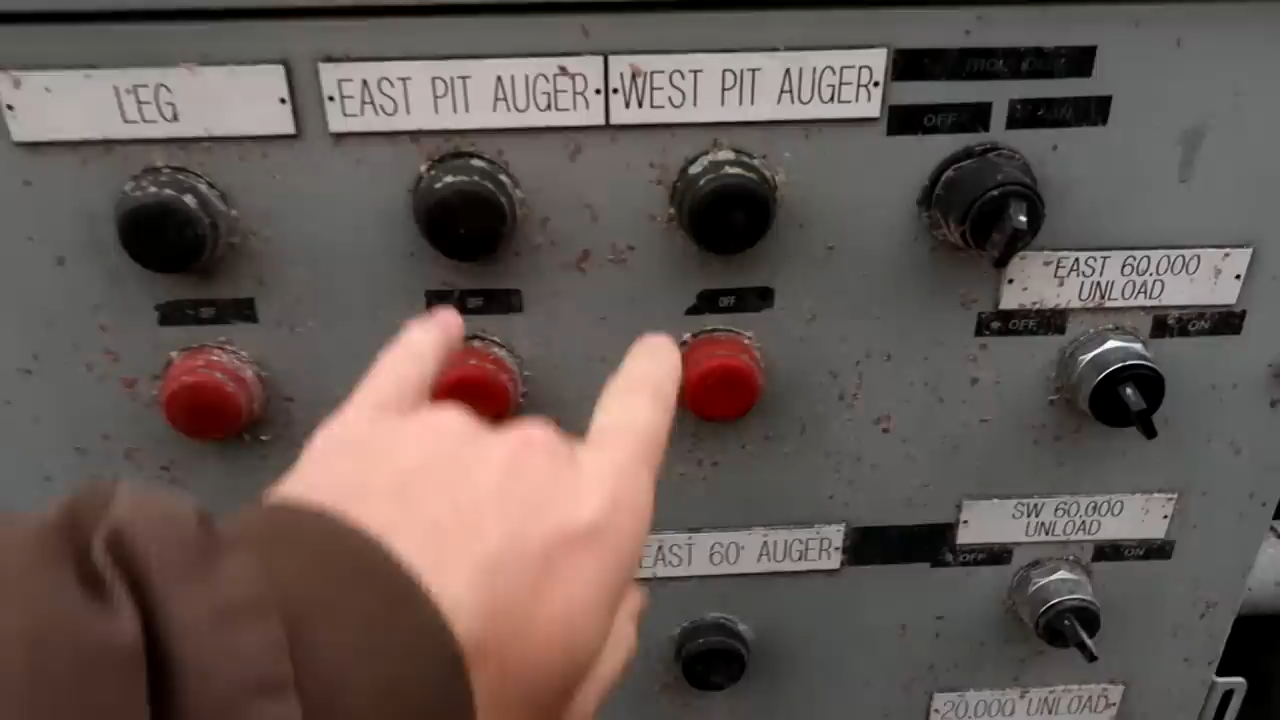 LEG
EAST PIT AUGER
WEST PIT AUGER
OFF
EAST 60.000
UNLOAD
OFF
ON
OFF
OFF
OFF
SW 60.000
UNLOAD
OFF
ON
EAST 60' AUGER
20.000 UNLOAD